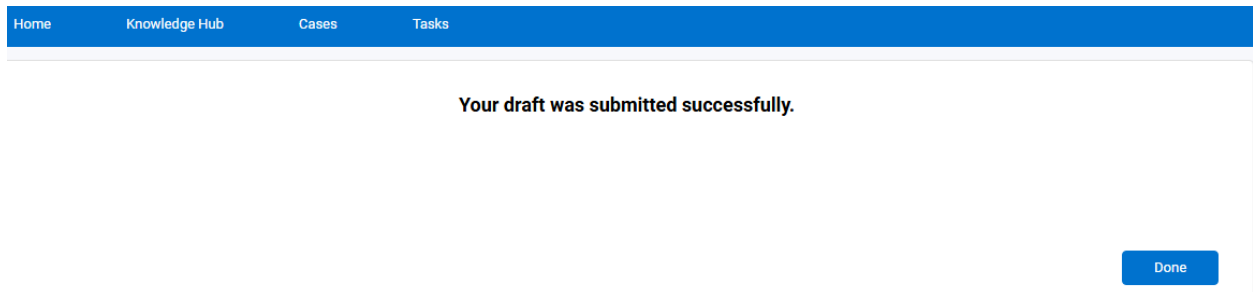 Home Knowledge Hub Cases Tasks
Your draft was submitted successfully.
Done